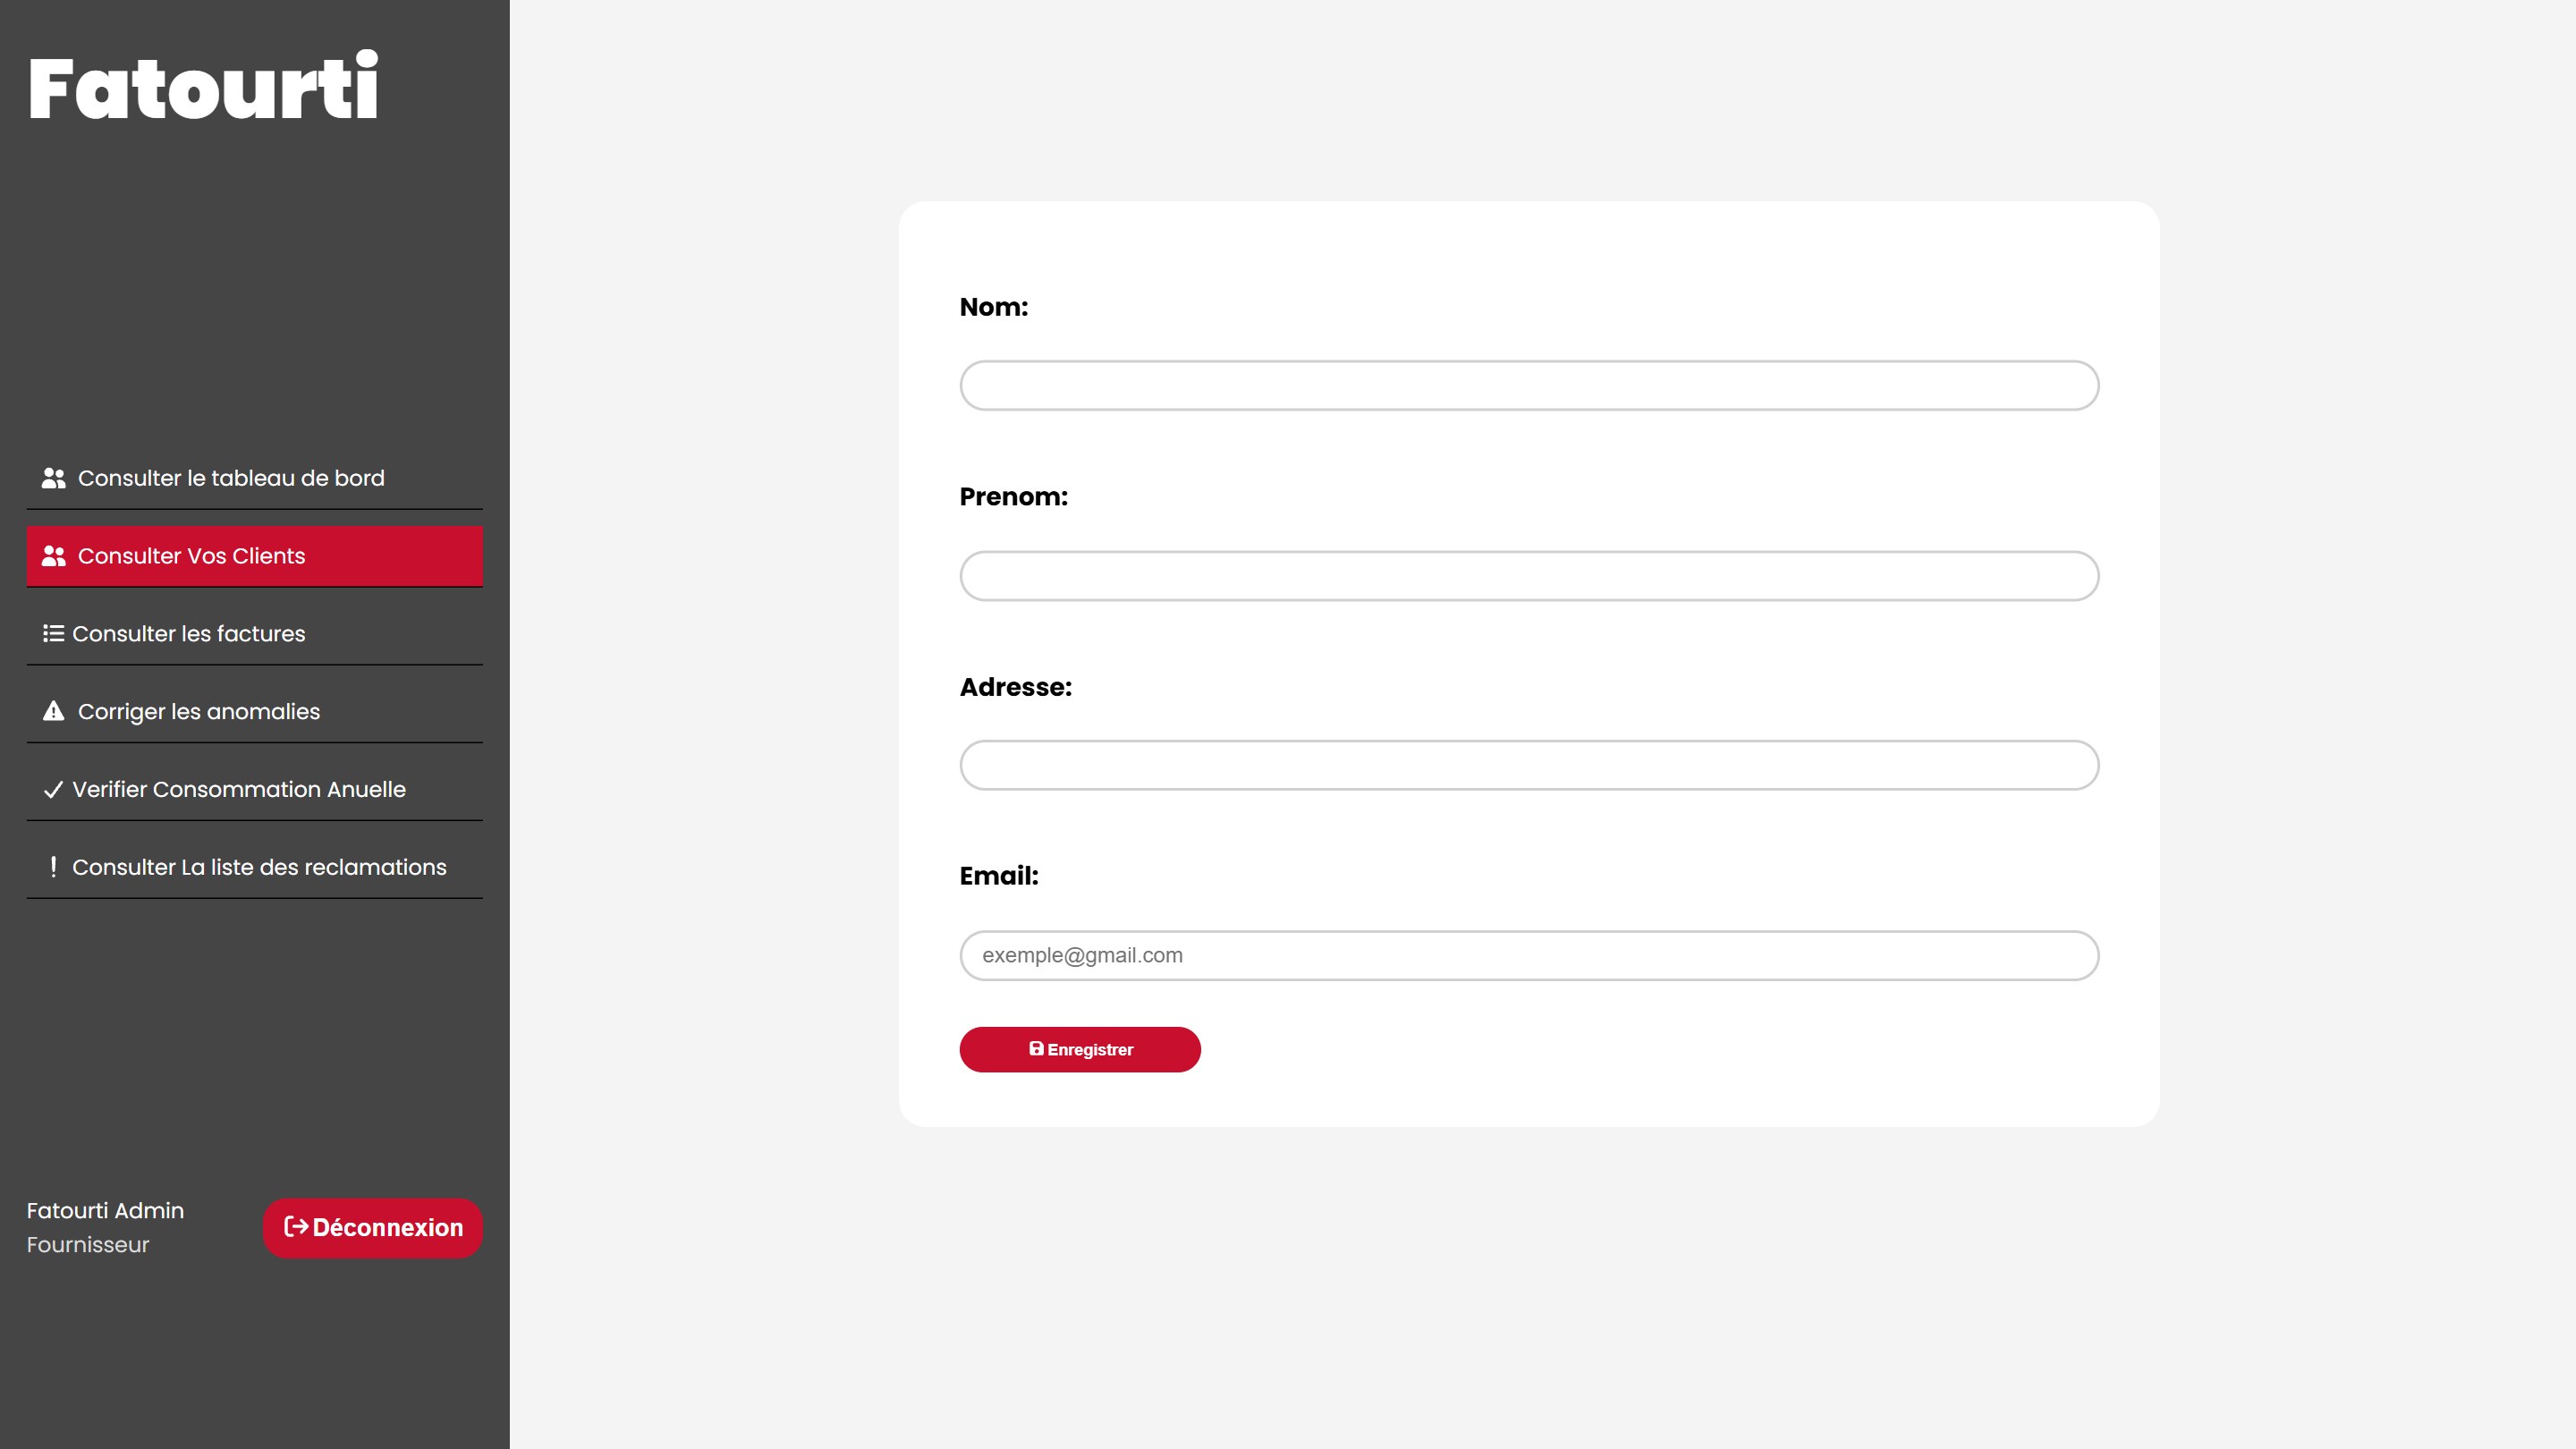 Fatourti
Consulter le tableau de bord
Consulter Vos Clients
Consulter les factures
Corriger les anomalies
Verifier Consommation Anuelle
Consulter La liste des reclamations
Fatourti Admin
Fournisseur
Déconnexion
Nom:
Prenom:
Adresse:
Email:
exemple@gmail.com
Enregistrer